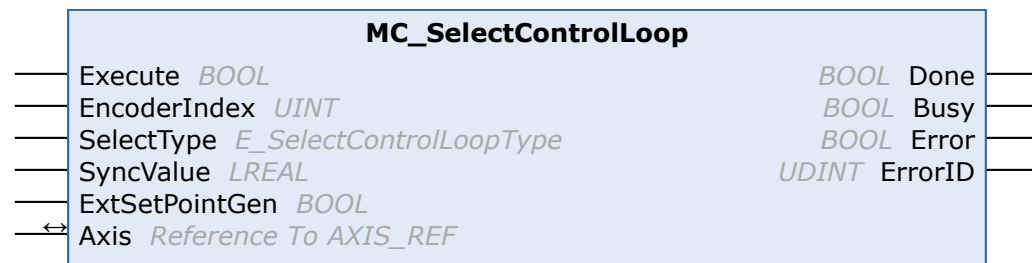 MC_SelectControlLoop
Execute BOOL BOOL Done
EncoderIndex UINT BOOL Busy
SelectType E_SelectControlLoopType BOOL Error
SyncValue LREAL UDINT ErrorID
ExtSetPointGen BOOL
↔ Axis Reference To AXIS_REF